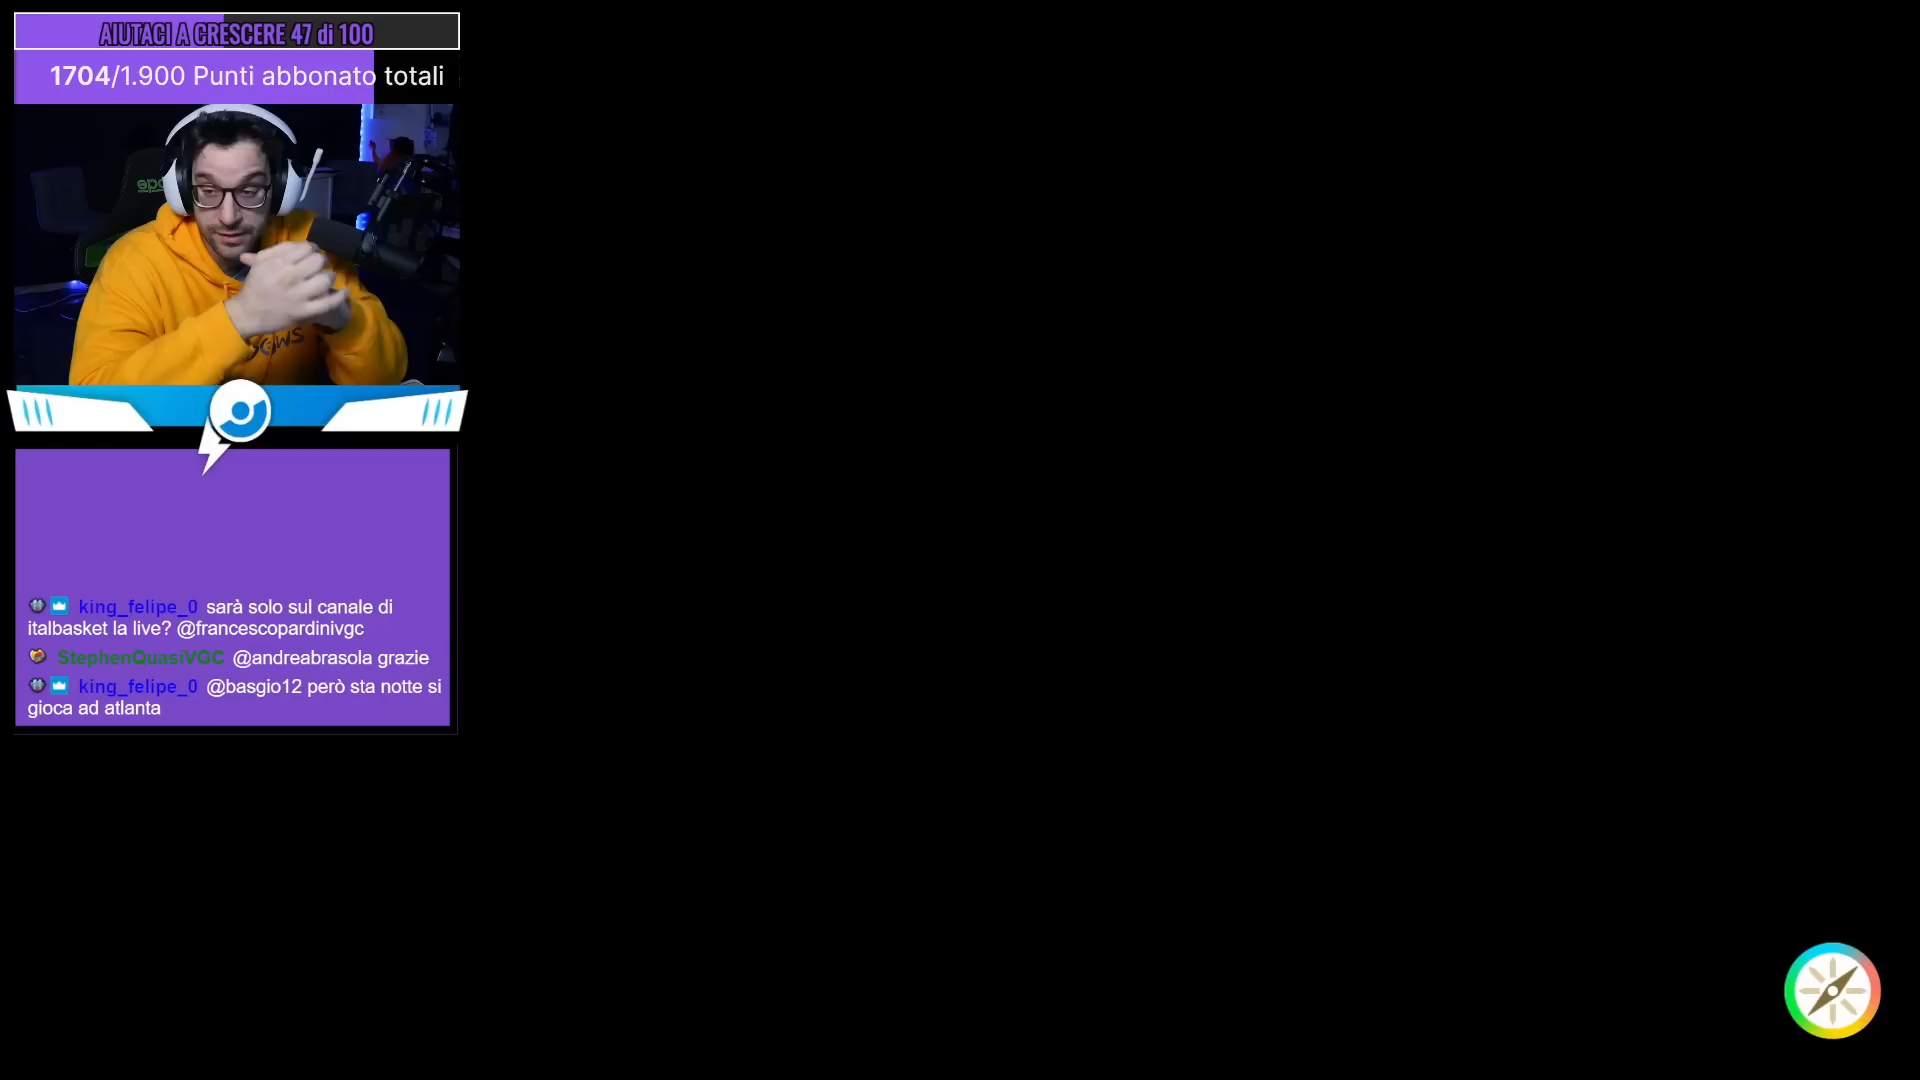 AIUTACI A CRESCERE 47 di 100
1704/1.900 Punti abbonato totali
king_felipe_0 sarà solo sul canale di
italbasket la live? @francescopardinivgc
StephenQuasiVGC @andreabrasola grazie
king_felipe_0 @basgio12 però sta notte si
gioca ad atlanta